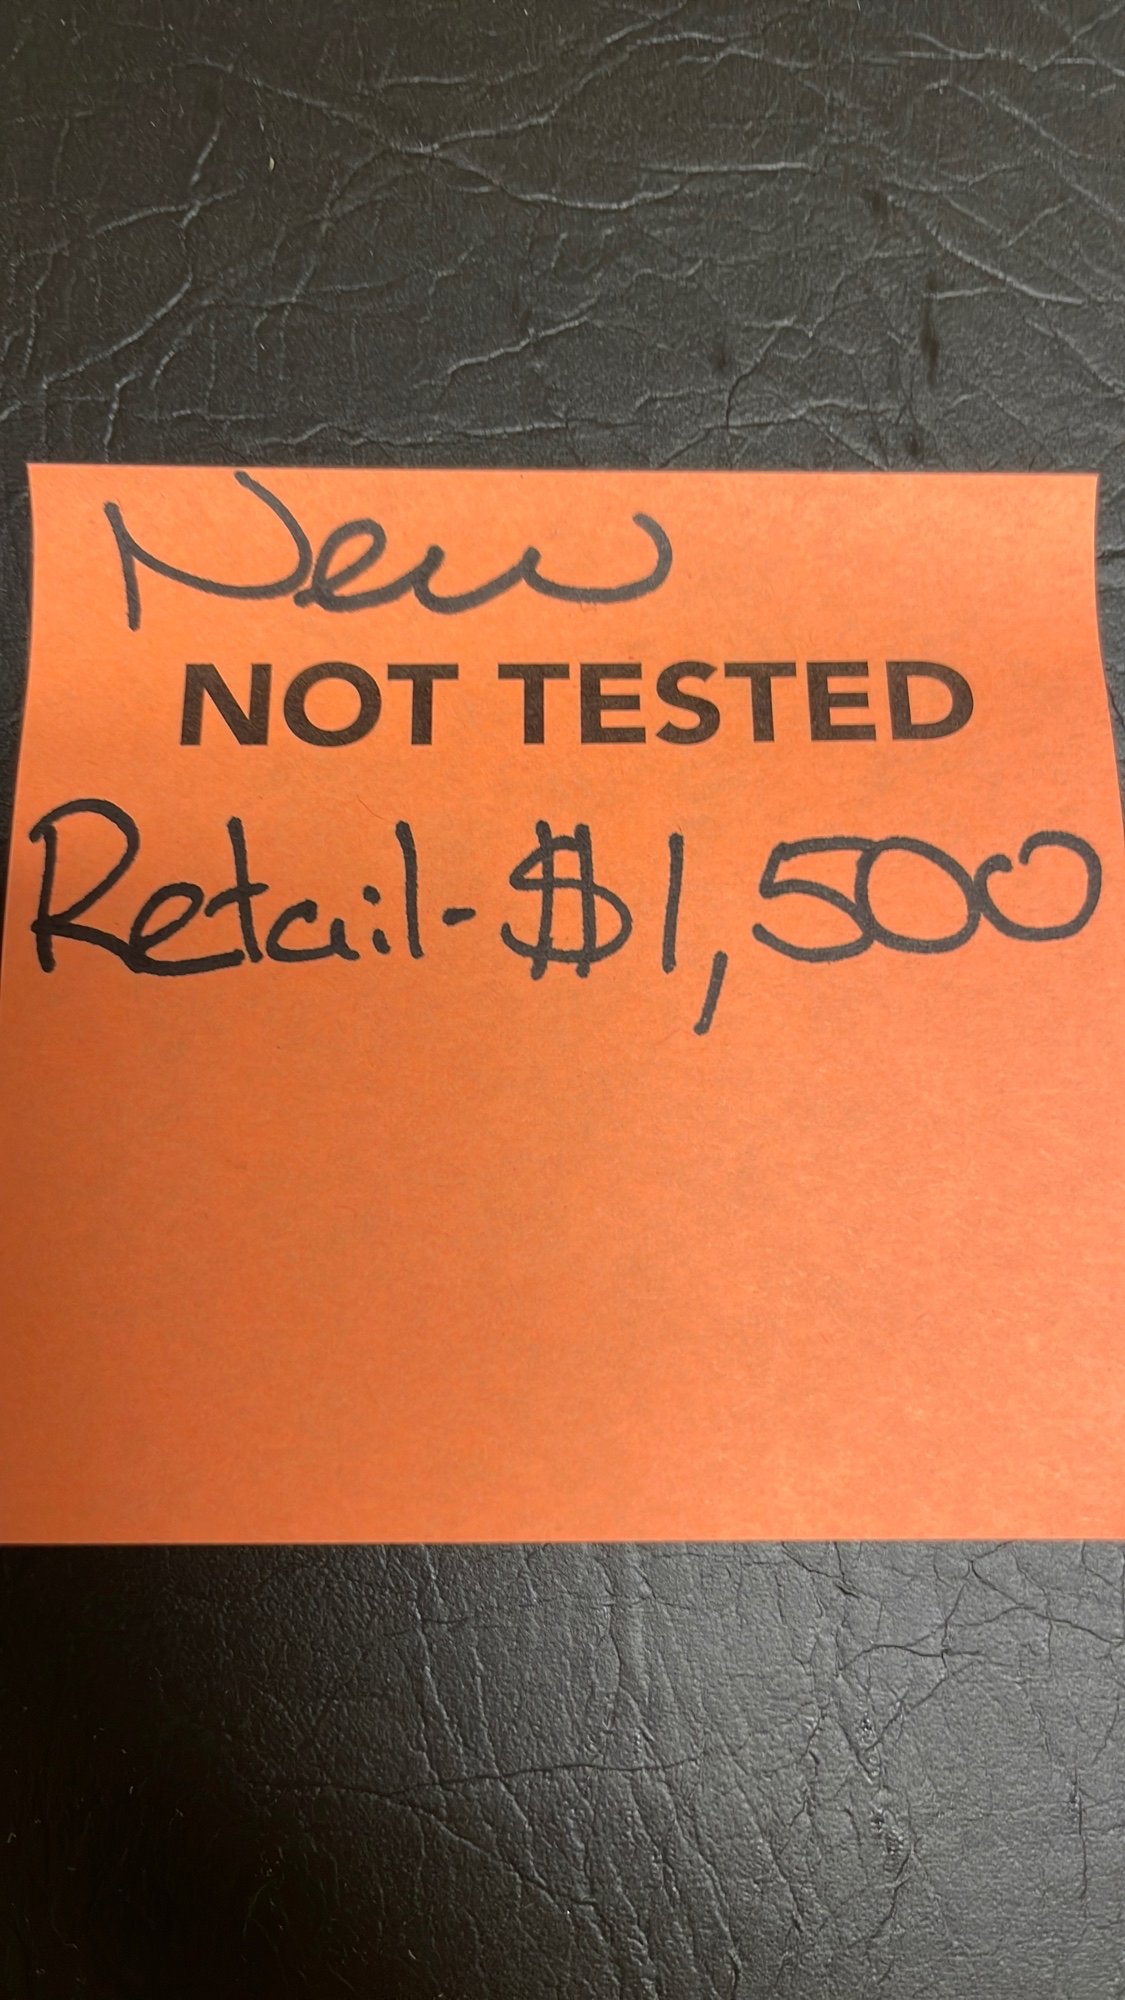 New
NOT TESTED
Retail- $1,500